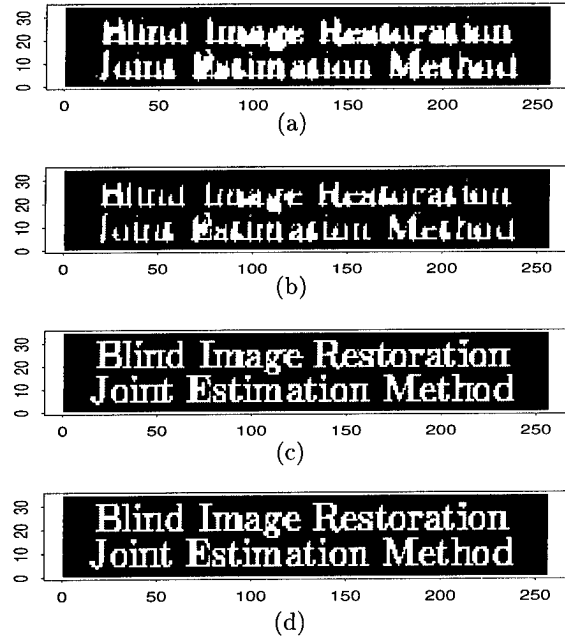 30
20
10
0
Blind Image Restoration
Joint Estimation Method
0 50 100 150 200 250
(a)
30
20
10
0
Blind Image Restoration
Joint Estimation Method
0 50 100 150 200 250
(b)
30
20
10
0
Blind Image Restoration
Joint Estimation Method
0 50 100 150 200 250
(c)
30
20
10
0
Blind Image Restoration
Joint Estimation Method
0 50 100 150 200 250
(d)